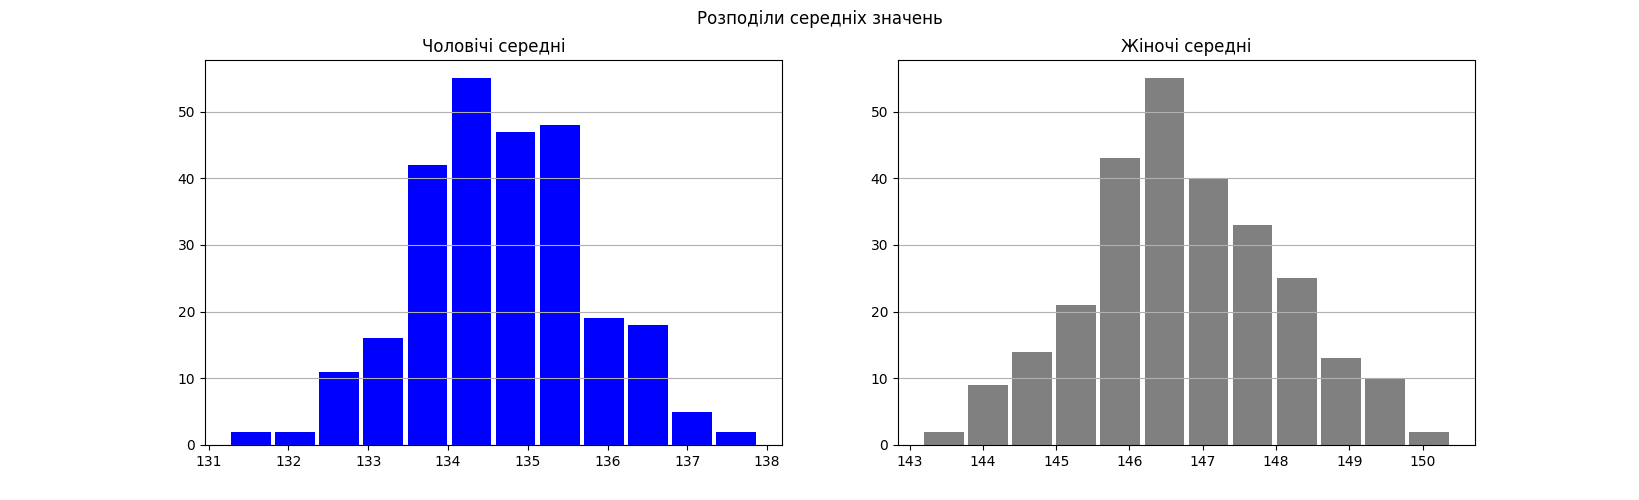 Розподіли середніх значень
Чоловічі середні
50
40
30
20
10
0
131 132 133 134 135 136 137 138
Жіночі середні
50
40
30
20
10
0
143 144 145 146 147 148 149 150